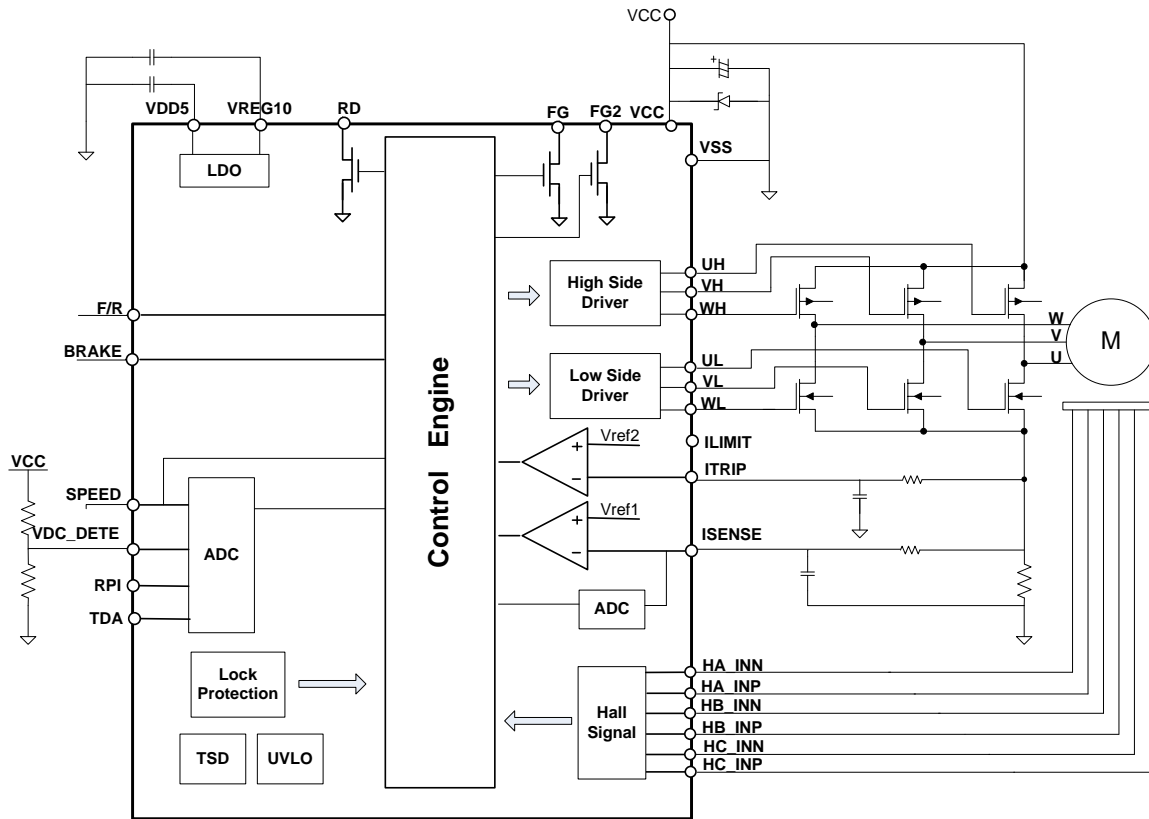 VCC
VDD5
VREG10
RD
FG
FG2
VCC
VSS
LDO
UH
VH
WH
High Side
Driver
F/R
BRAKE
W
V
U
M
UL
VL
WL
Low Side
Driver
Control Engine
Vref2
ILIMIT
ITRIP
VCC
SPEED
VDC_DETE
RPI
TDA
ADC
Vref1
ISENSE
ADC
Lock
Protection
TSD
UVLO
Hall
Signal
HA_INN
HA_INP
HB_INN
HB_INP
HC_INN
HC_INP